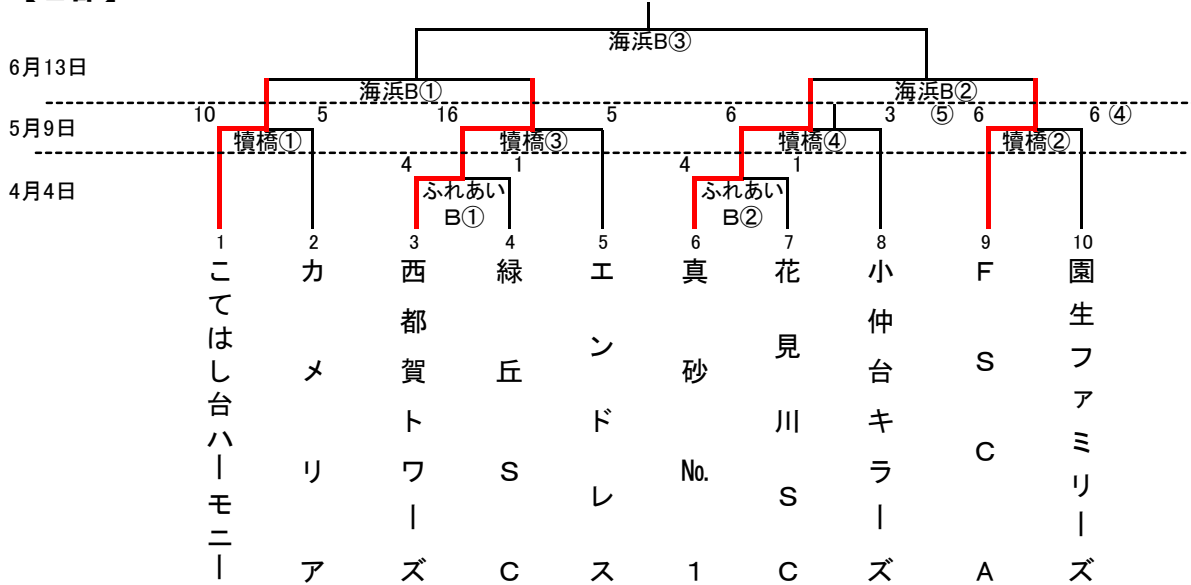 海浜B③
6月13日
海浜B① 海浜B②
10 5 16 5 6 3 ⑤ 6 6 ④
5月9日
犢橋① 犢橋③ 犢橋④ 犢橋②
4 1 4 1
4月4日
ふれあい ふれあい
B① B②
1 2 3 4 5 6 7 8 9 10
こてはし台ハーモニー
カメリア
西都賀トワーズ
緑丘SC
エンドレス
真砂№1
花見川SC
小仲台キラーズ
FSCA
園生ファミリーズ